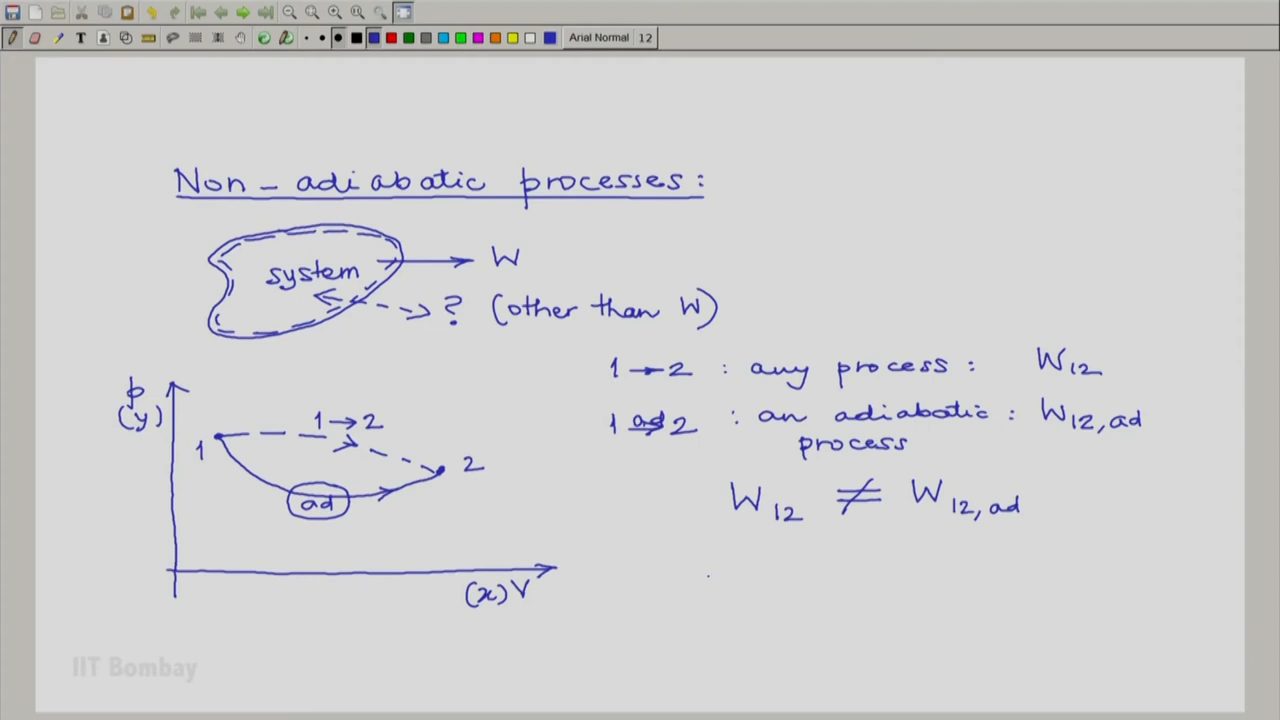 Arial Normal 12
Non-adiabatic processes:
system
W
? (other than W)
1 → 2 : any process : W12
1 ad→ 2 : an adiabatic : W12,ad
process
W12 ≠ W12,ad
p
(y)
1
1 → 2
2
ad
(x) V
IIT Bombay